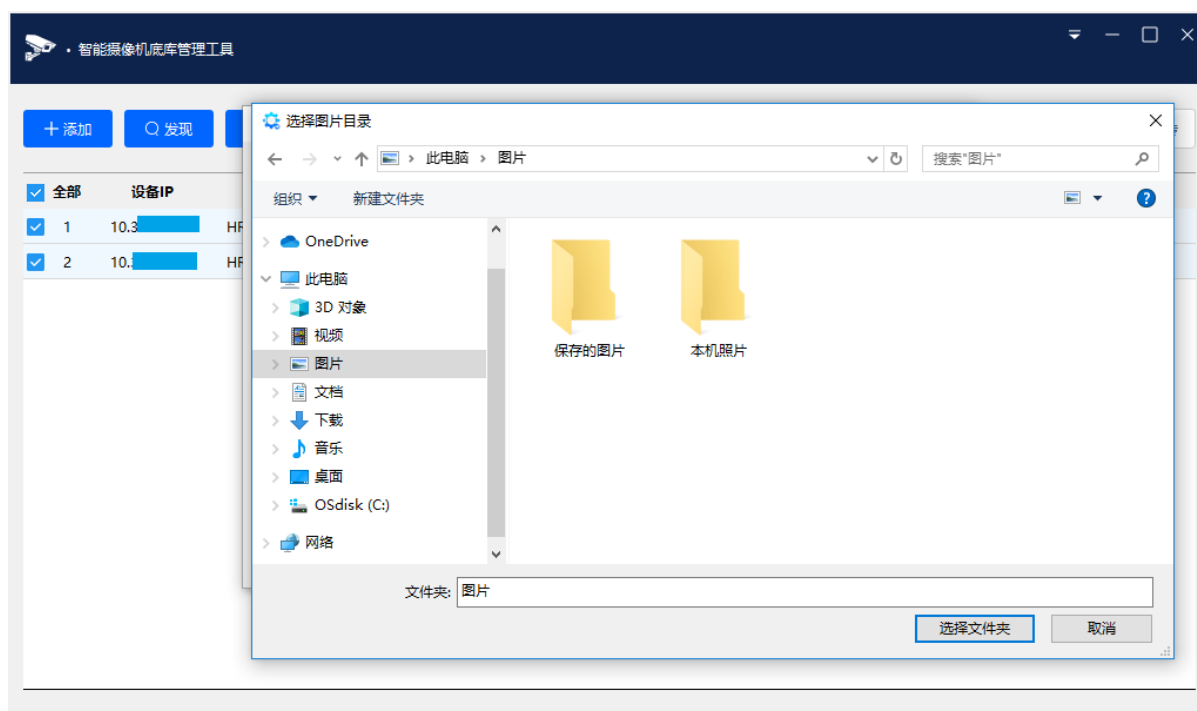 · 智能摄像机底库管理工具
添加
发现
选择图片目录
此电脑 › 图片
搜索"图片"
组织
新建文件夹
全部 设备IP
1 10.3 HF
2 10. HF
OneDrive
此电脑
3D 对象
视频
图片
文档
下载
音乐
桌面
OSdisk (C:)
网络
保存的图片
本机照片
文件夹: 图片
选择文件夹
取消